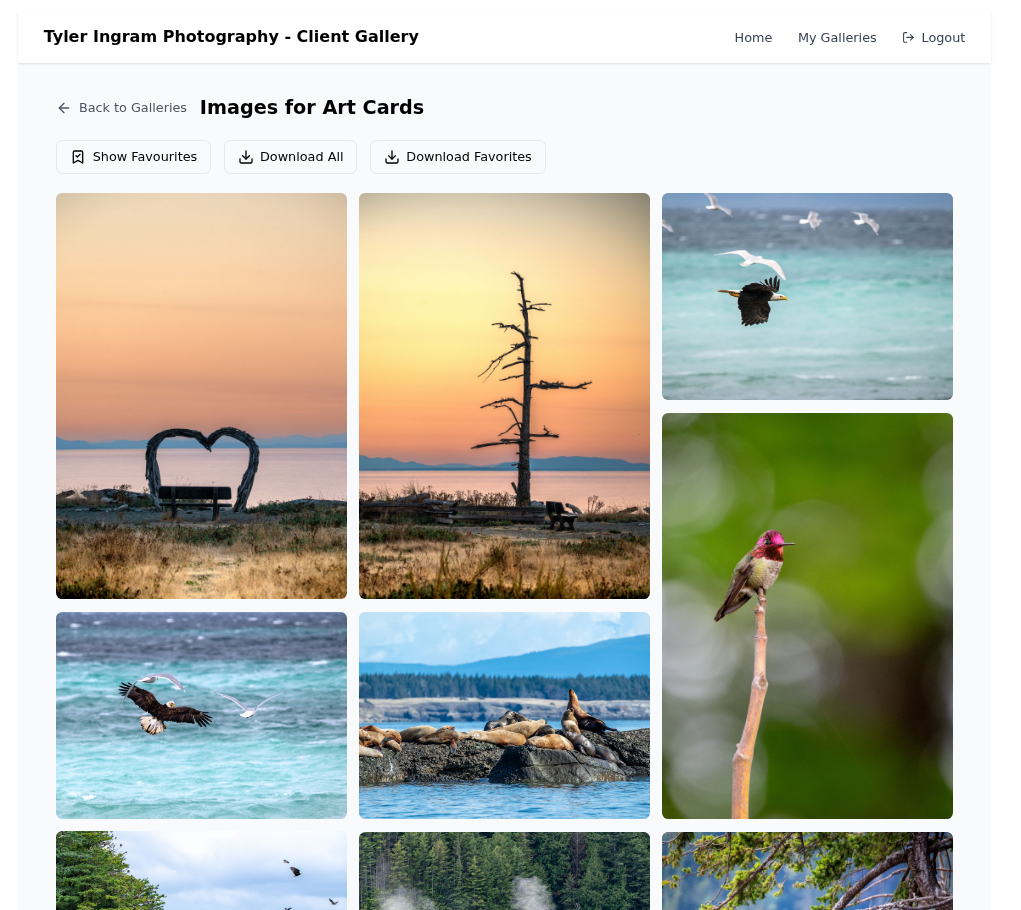 Tyler Ingram Photography - Client Gallery
Home
My Galleries
Logout
Back to Galleries
Images for Art Cards
Show Favourites
Download All
Download Favorites